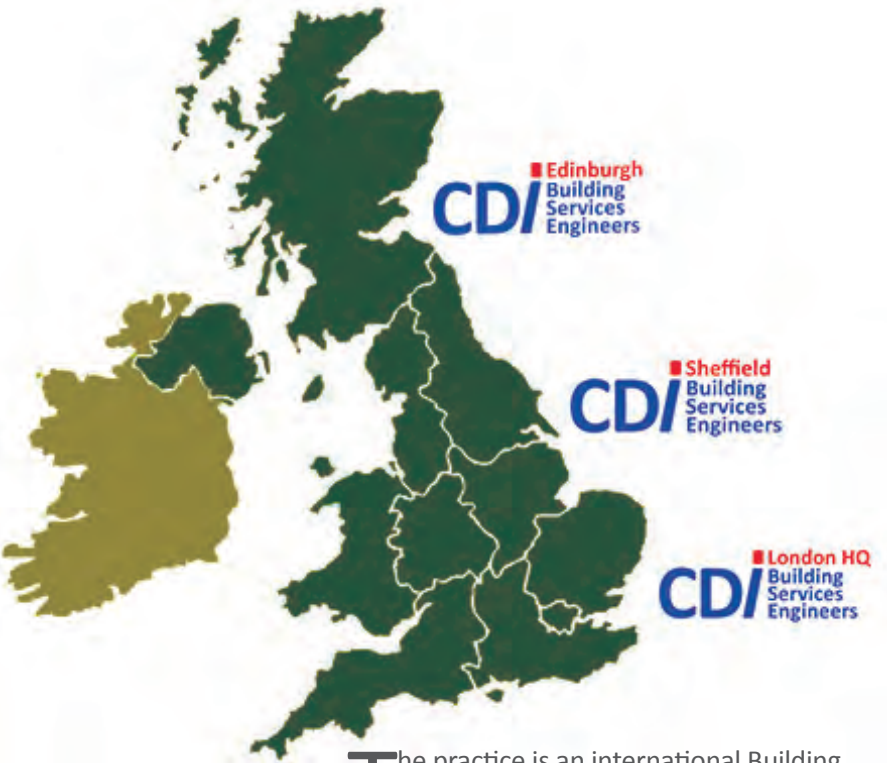 Edinburgh
CDI Building
Services
Engineers
Sheffield
CDI Building
Services
Engineers
London HQ
CDI Building
Services
Engineers
The practice is an international Building